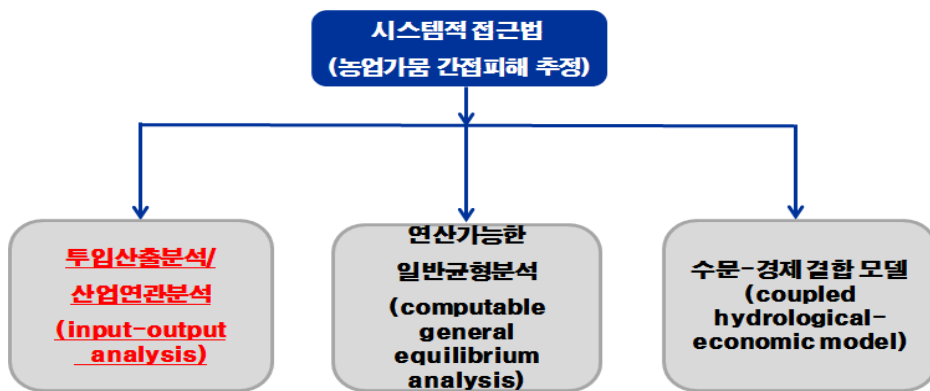 시스템적 접근법
(농업가뭄 간접피해 추정)
투입산출분석/
산업연관분석
(input-output
analysis)
연산가능한
일반균형분석
(computable
general
equilibrium
analysis)
수문-경제 결합 모델
(coupled
hydrological-
economic model)